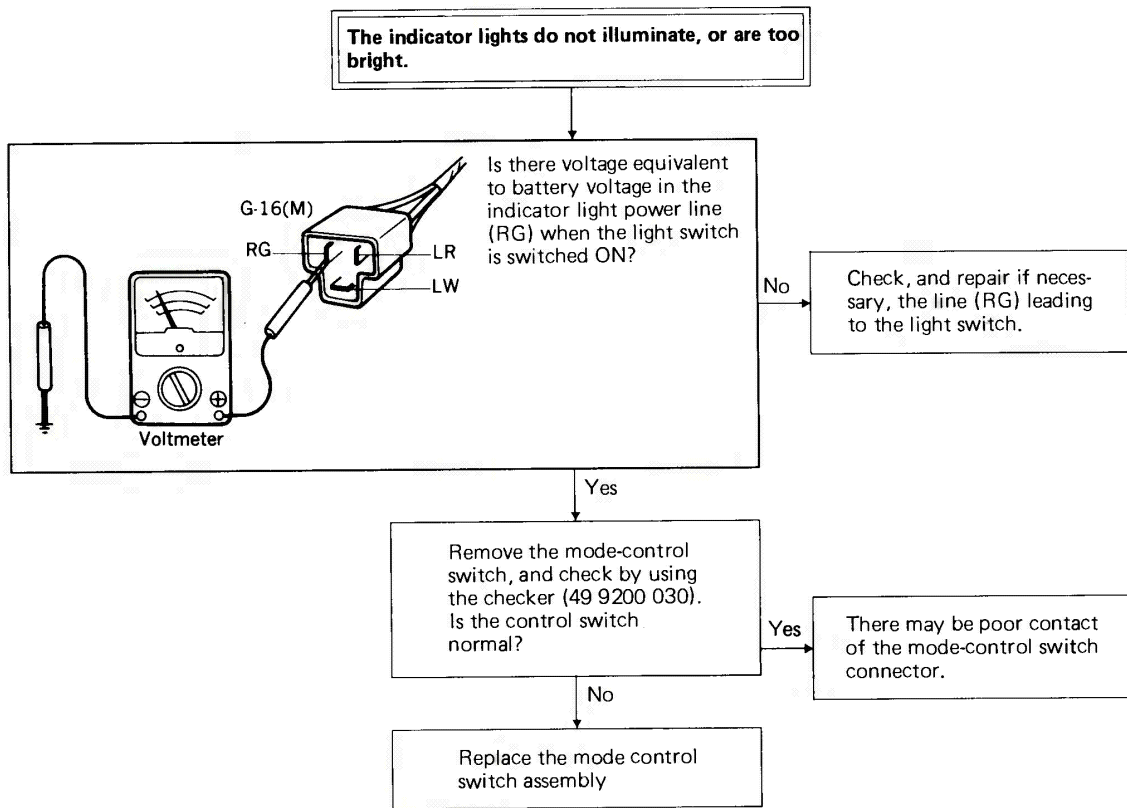 The indicator lights do not illuminate, or are too
bright.
Is there voltage equivalent
to battery voltage in the
indicator light power line
(RG) when the light switch
is switched ON?
G-16(M)
RG
LR
LW
Voltmeter
No
Check, and repair if neces-
sary, the line (RG) leading
to the light switch.
Yes
Remove the mode-control
switch, and check by using
the checker (49 9200 030).
Is the control switch
normal?
Yes
There may be poor contact
of the mode-control switch
connector.
No
Replace the mode control
switch assembly